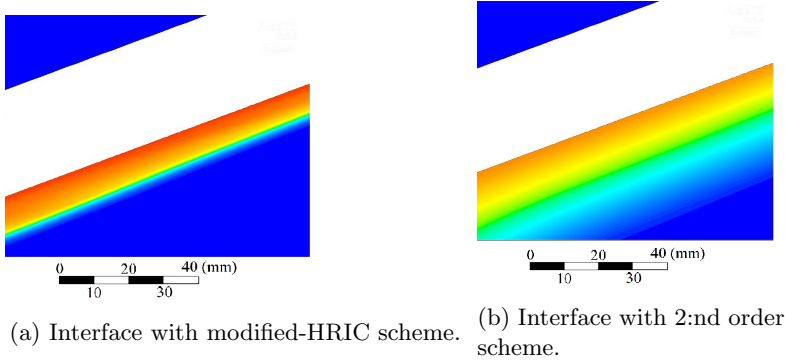 0 20 40 (mm)
10 30
0 20 40 (mm)
10 30
(a) Interface with modified-HRIC scheme.
(b) Interface with 2:nd order
scheme.